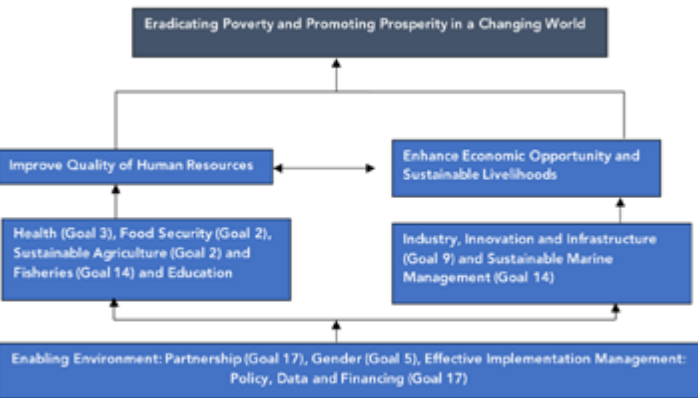 Eradicating Poverty and Promoting Prosperity in a Changing World
Improve Quality of Human Resources
Enhance Economic Opportunity and
Sustainable Livelihoods
Health (Goal 3), Food Security (Goal 2),
Sustainable Agriculture (Goal 2) and
Fisheries (Goal 14) and Education
Industry, Innovation and Infrastructure
(Goal 9) and Sustainable Marine
Management (Goal 14)
Enabling Environment: Partnership (Goal 17), Gender (Goal 5), Effective Implementation Management:
Policy, Data and Financing (Goal 17)